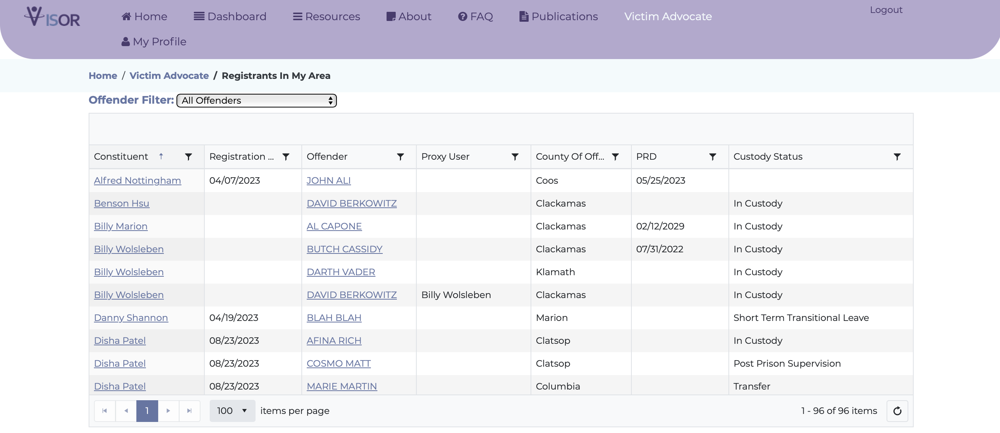 VISOR
Home Dashboard Resources About FAQ Publications Victim Advocate Logout
My Profile
Home / Victim Advocate / Registrants In My Area
Offender Filter: All Offenders
Constituent Registration ... Offender Proxy User County Of Off... PRD Custody Status
Alfred Nottingham 04/07/2023 JOHN ALI Coos 05/25/2023
Benson Hsu DAVID BERKOWITZ Clackamas In Custody
Billy Marion AL CAPONE Clackamas 02/12/2029 In Custody
Billy Wolsleben BUTCH CASSIDY Clackamas 07/31/2022 In Custody
Billy Wolsleben DARTH VADER Klamath In Custody
Billy Wolsleben DAVID BERKOWITZ Billy Wolsleben Clackamas In Custody
Danny Shannon 04/19/2023 BLAH BLAH Marion Short Term Transitional Leave
Disha Patel 08/23/2023 AFINA RICH Clatsop In Custody
Disha Patel 08/23/2023 COSMO MATT Clatsop Post Prison Supervision
Disha Patel 08/23/2023 MARIE MARTIN Columbia Transfer
1 100 items per page 1 - 96 of 96 items